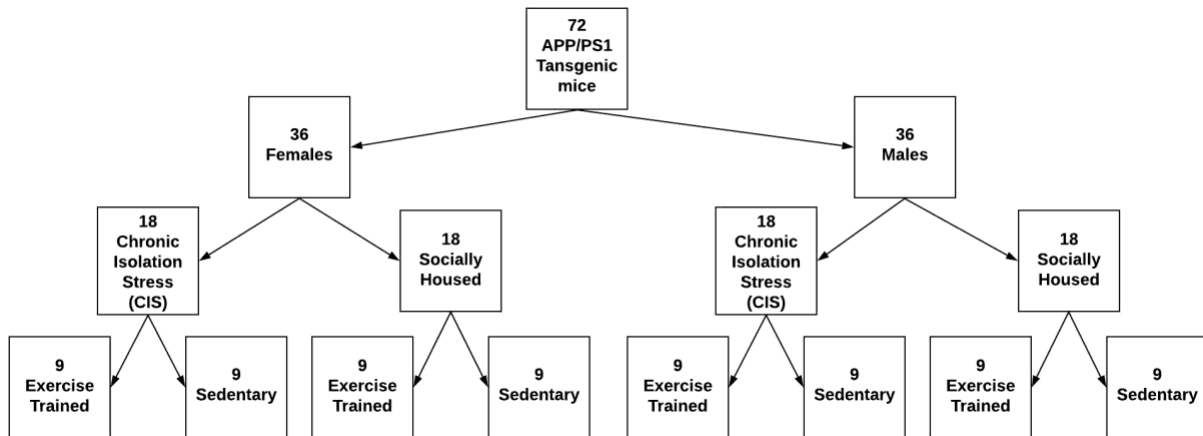 72
APP/PS1
Tansgenic
mice
36
Females
36
Males
18
Chronic
Isolation
Stress
(CIS)
18
Socially
Housed
18
Chronic
Isolation
Stress
(CIS)
18
Socially
Housed
9
Exercise
Trained
9
Sedentary
9
Exercise
Trained
9
Sedentary
9
Exercise
Trained
9
Sedentary
9
Exercise
Trained
9
Sedentary